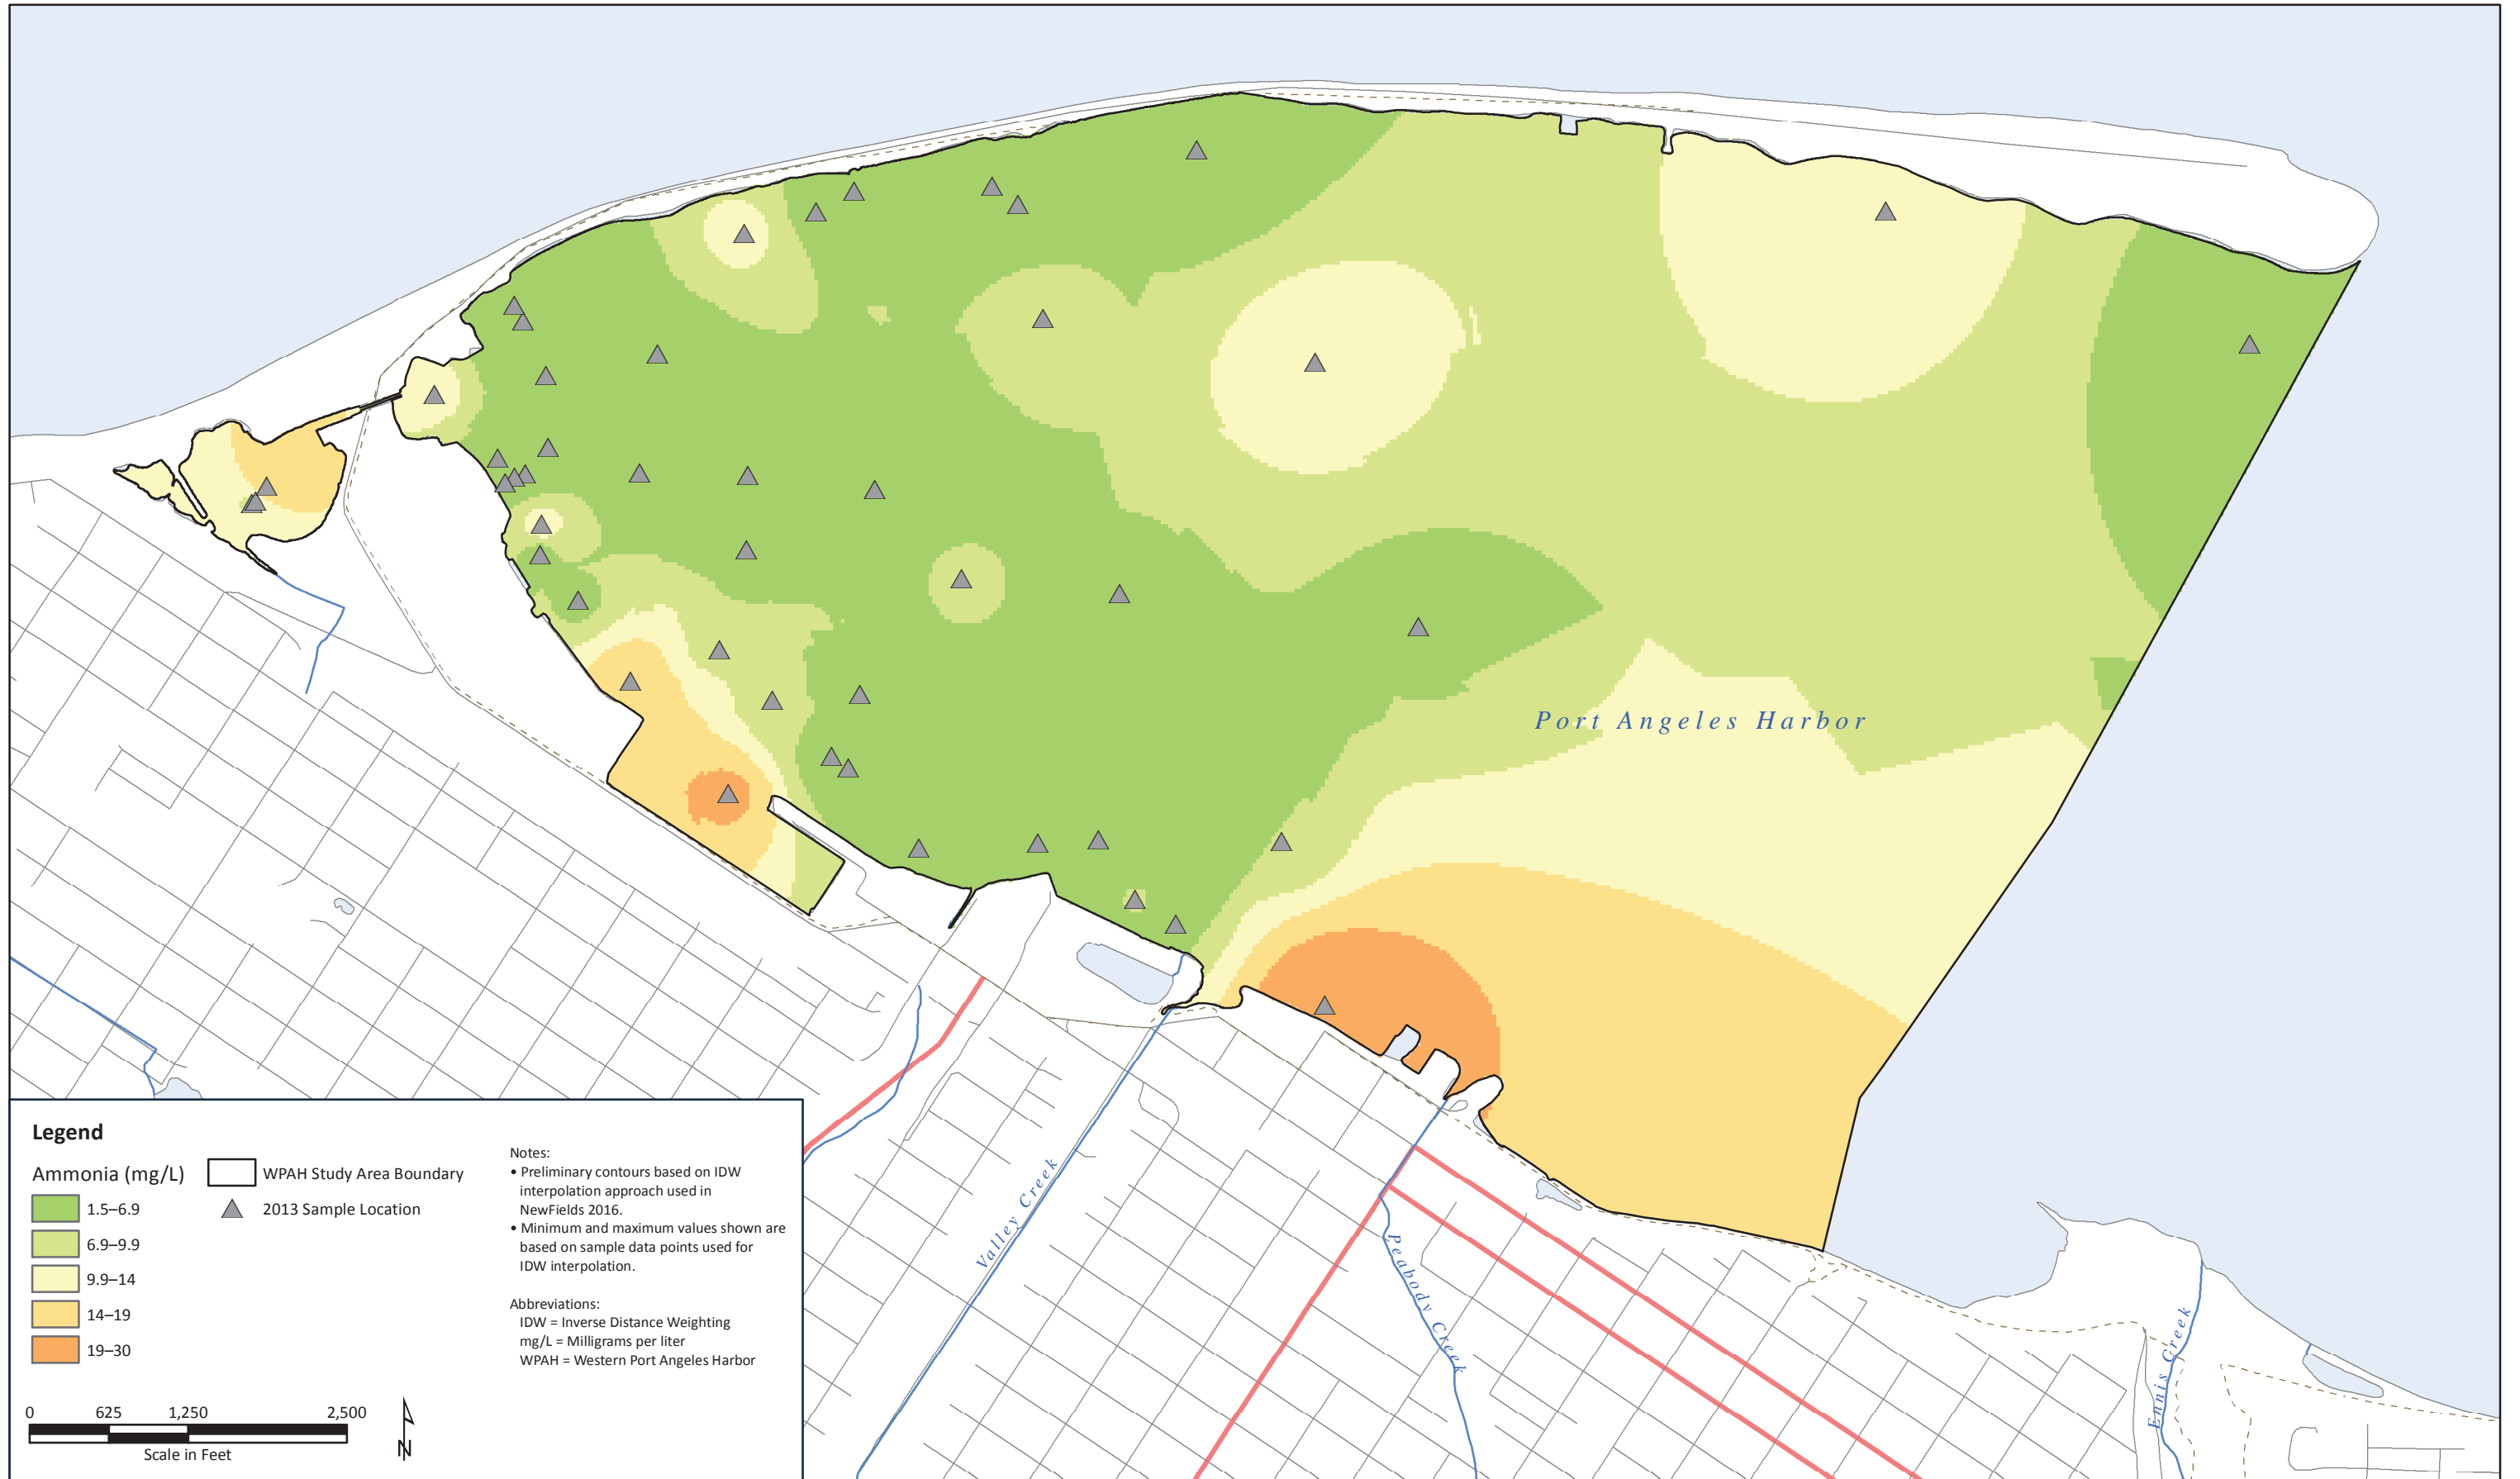 Port Angeles Harbor
Valley Creek
Peabody Creek
Ennis Creek
Legend
Ammonia (mg/L)
1.5–6.9
6.9–9.9
9.9–14
14–19
19–30
WPAH Study Area Boundary
2013 Sample Location
Notes:
• Preliminary contours based on IDW
interpolation approach used in
NewFields 2016.
• Minimum and maximum values shown are
based on sample data points used for
IDW interpolation.
Abbreviations:
IDW = Inverse Distance Weighting
mg/L = Milligrams per liter
WPAH = Western Port Angeles Harbor
0 625 1,250 2,500
Scale in Feet
N